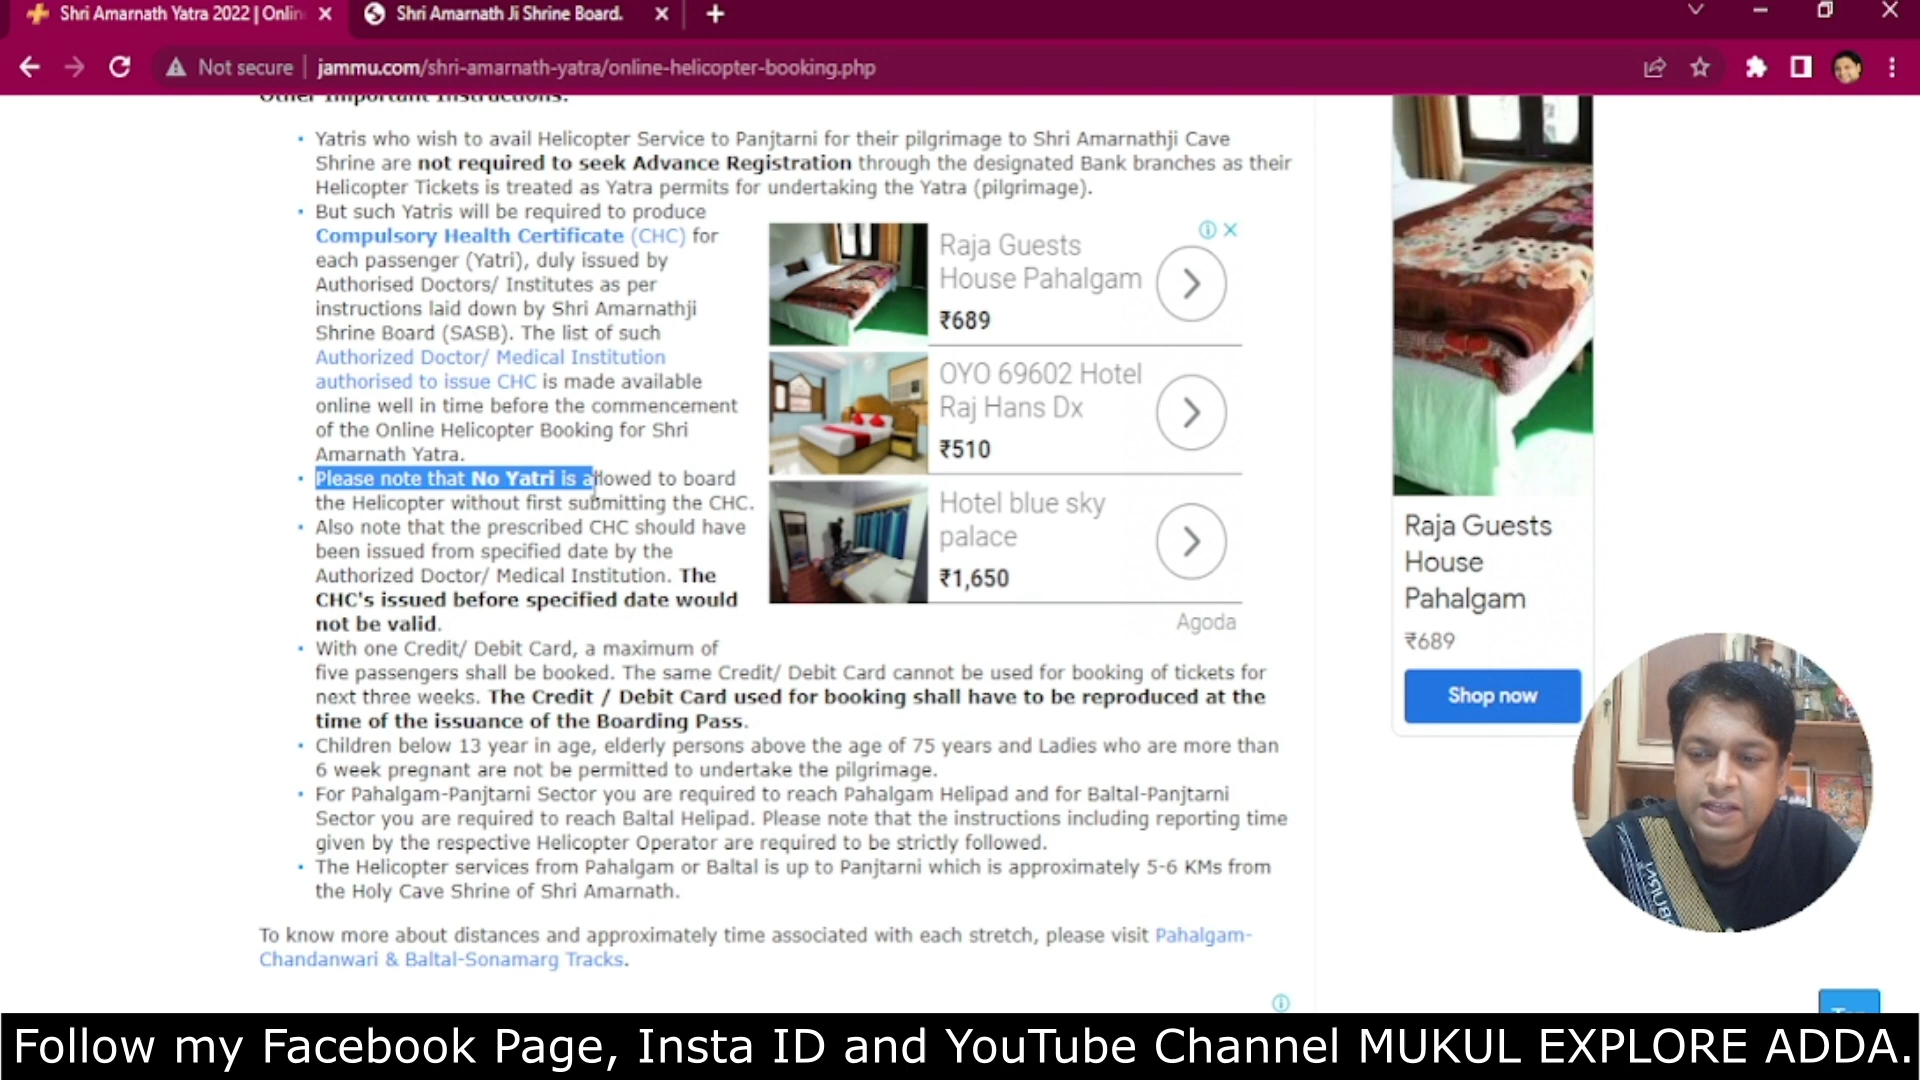 Shri Amarnath Yatra 2022 | Onlin
Shri Amarnath Ji Shrine Board.
Not secure
jammu.com/shri-amarnath-yatra/online-helicopter-booking.php
Other Important Instructions:
Yatris who wish to avail Helicopter Service to Panjtarni for their pilgrimage to Shri Amarnathji Cave
Shrine are not required to seek Advance Registration through the designated Bank branches as their
Helicopter Tickets is treated as Yatra permits for undertaking the Yatra (pilgrimage).
But such Yatris will be required to produce
Compulsory Health Certificate (CHC) for
each passenger (Yatri), duly issued by
Authorised Doctors/ Institutes as per
instructions laid down by Shri Amarnathji
Shrine Board (SASB). The list of such
Authorized Doctor/ Medical Institution
authorised to issue CHC is made available
online well in time before the commencement
of the Online Helicopter Booking for Shri
Amarnath Yatra.
Please note that No Yatri is allowed to board
the Helicopter without first submitting the CHC.
Also note that the prescribed CHC should have
been issued from specified date by the
Authorized Doctor/ Medical Institution. The
CHC's issued before specified date would
not be valid.
With one Credit/ Debit Card, a maximum of
five passengers shall be booked. The same Credit/ Debit Card cannot be used for booking of tickets for
next three weeks. The Credit / Debit Card used for booking shall have to be reproduced at the
time of the issuance of the Boarding Pass.
Children below 13 year in age, elderly persons above the age of 75 years and Ladies who are more than
6 week pregnant are not be permitted to undertake the pilgrimage.
For Pahalgam-Panjtarni Sector you are required to reach Pahalgam Helipad and for Baltal-Panjtarni
Sector you are required to reach Baltal Helipad. Please note that the instructions including reporting time
given by the respective Helicopter Operator are required to be strictly followed.
The Helicopter services from Pahalgam or Baltal is up to Panjtarni which is approximately 5-6 KMs from
the Holy Cave Shrine of Shri Amarnath.
To know more about distances and approximately time associated with each stretch, please visit Pahalgam-
Chandanwari & Baltal-Sonamarg Tracks.
Raja Guests
House Pahalgam
₹689
OYO 69602 Hotel
Raj Hans Dx
₹510
Hotel blue sky
palace
₹1,650
Agoda
Raja Guests
House
Pahalgam
₹689
Shop now
Follow my Facebook Page, Insta ID and YouTube Channel MUKUL EXPLORE ADDA.